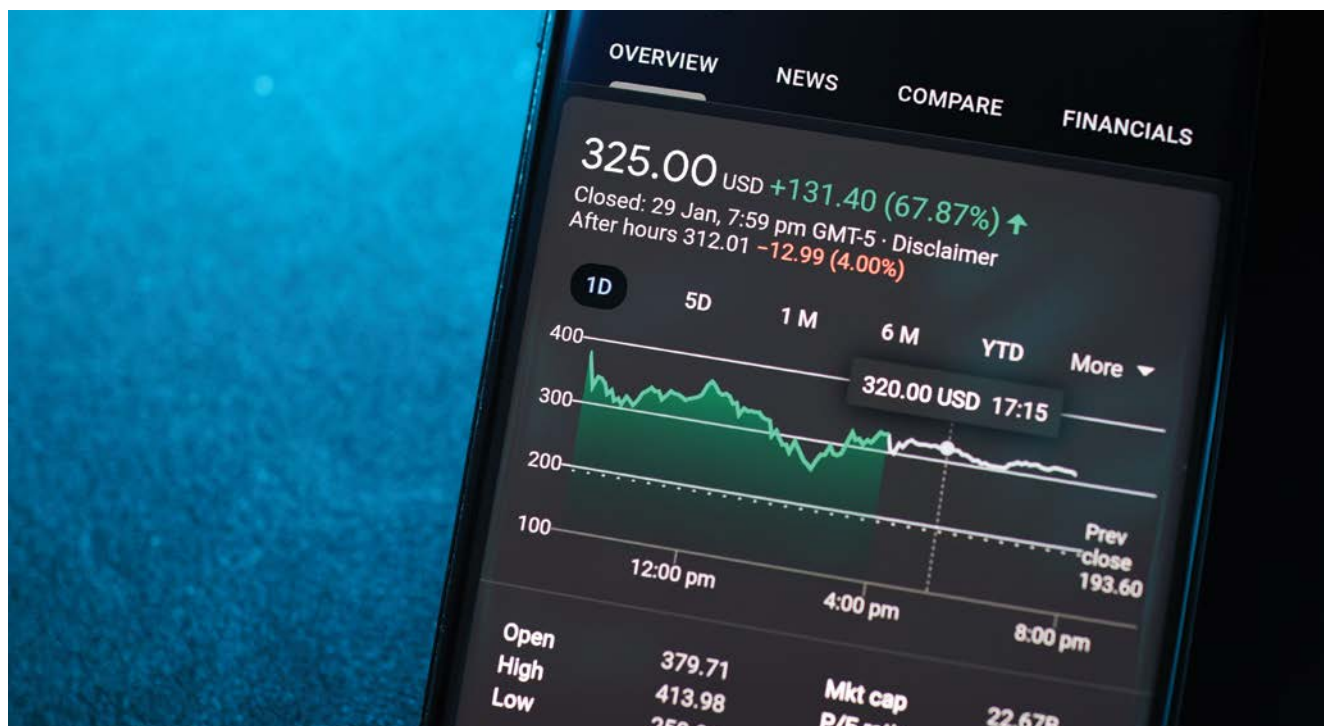 OVERVIEW NEWS COMPARE FINANCIALS
325.00 USD +131.40 (67.87%) ↑
Closed: 29 Jan, 7:59 pm GMT-5 · Disclaimer
After hours 312.01 −12.99 (4.00%)
1D 5D 1 M 6 M YTD More
400
320.00 USD 17:15
300
200
100
Prev
close
193.60
12:00 pm 4:00 pm 8:00 pm
Open 379.71 Mkt cap 22.67B
High 413.98
Low